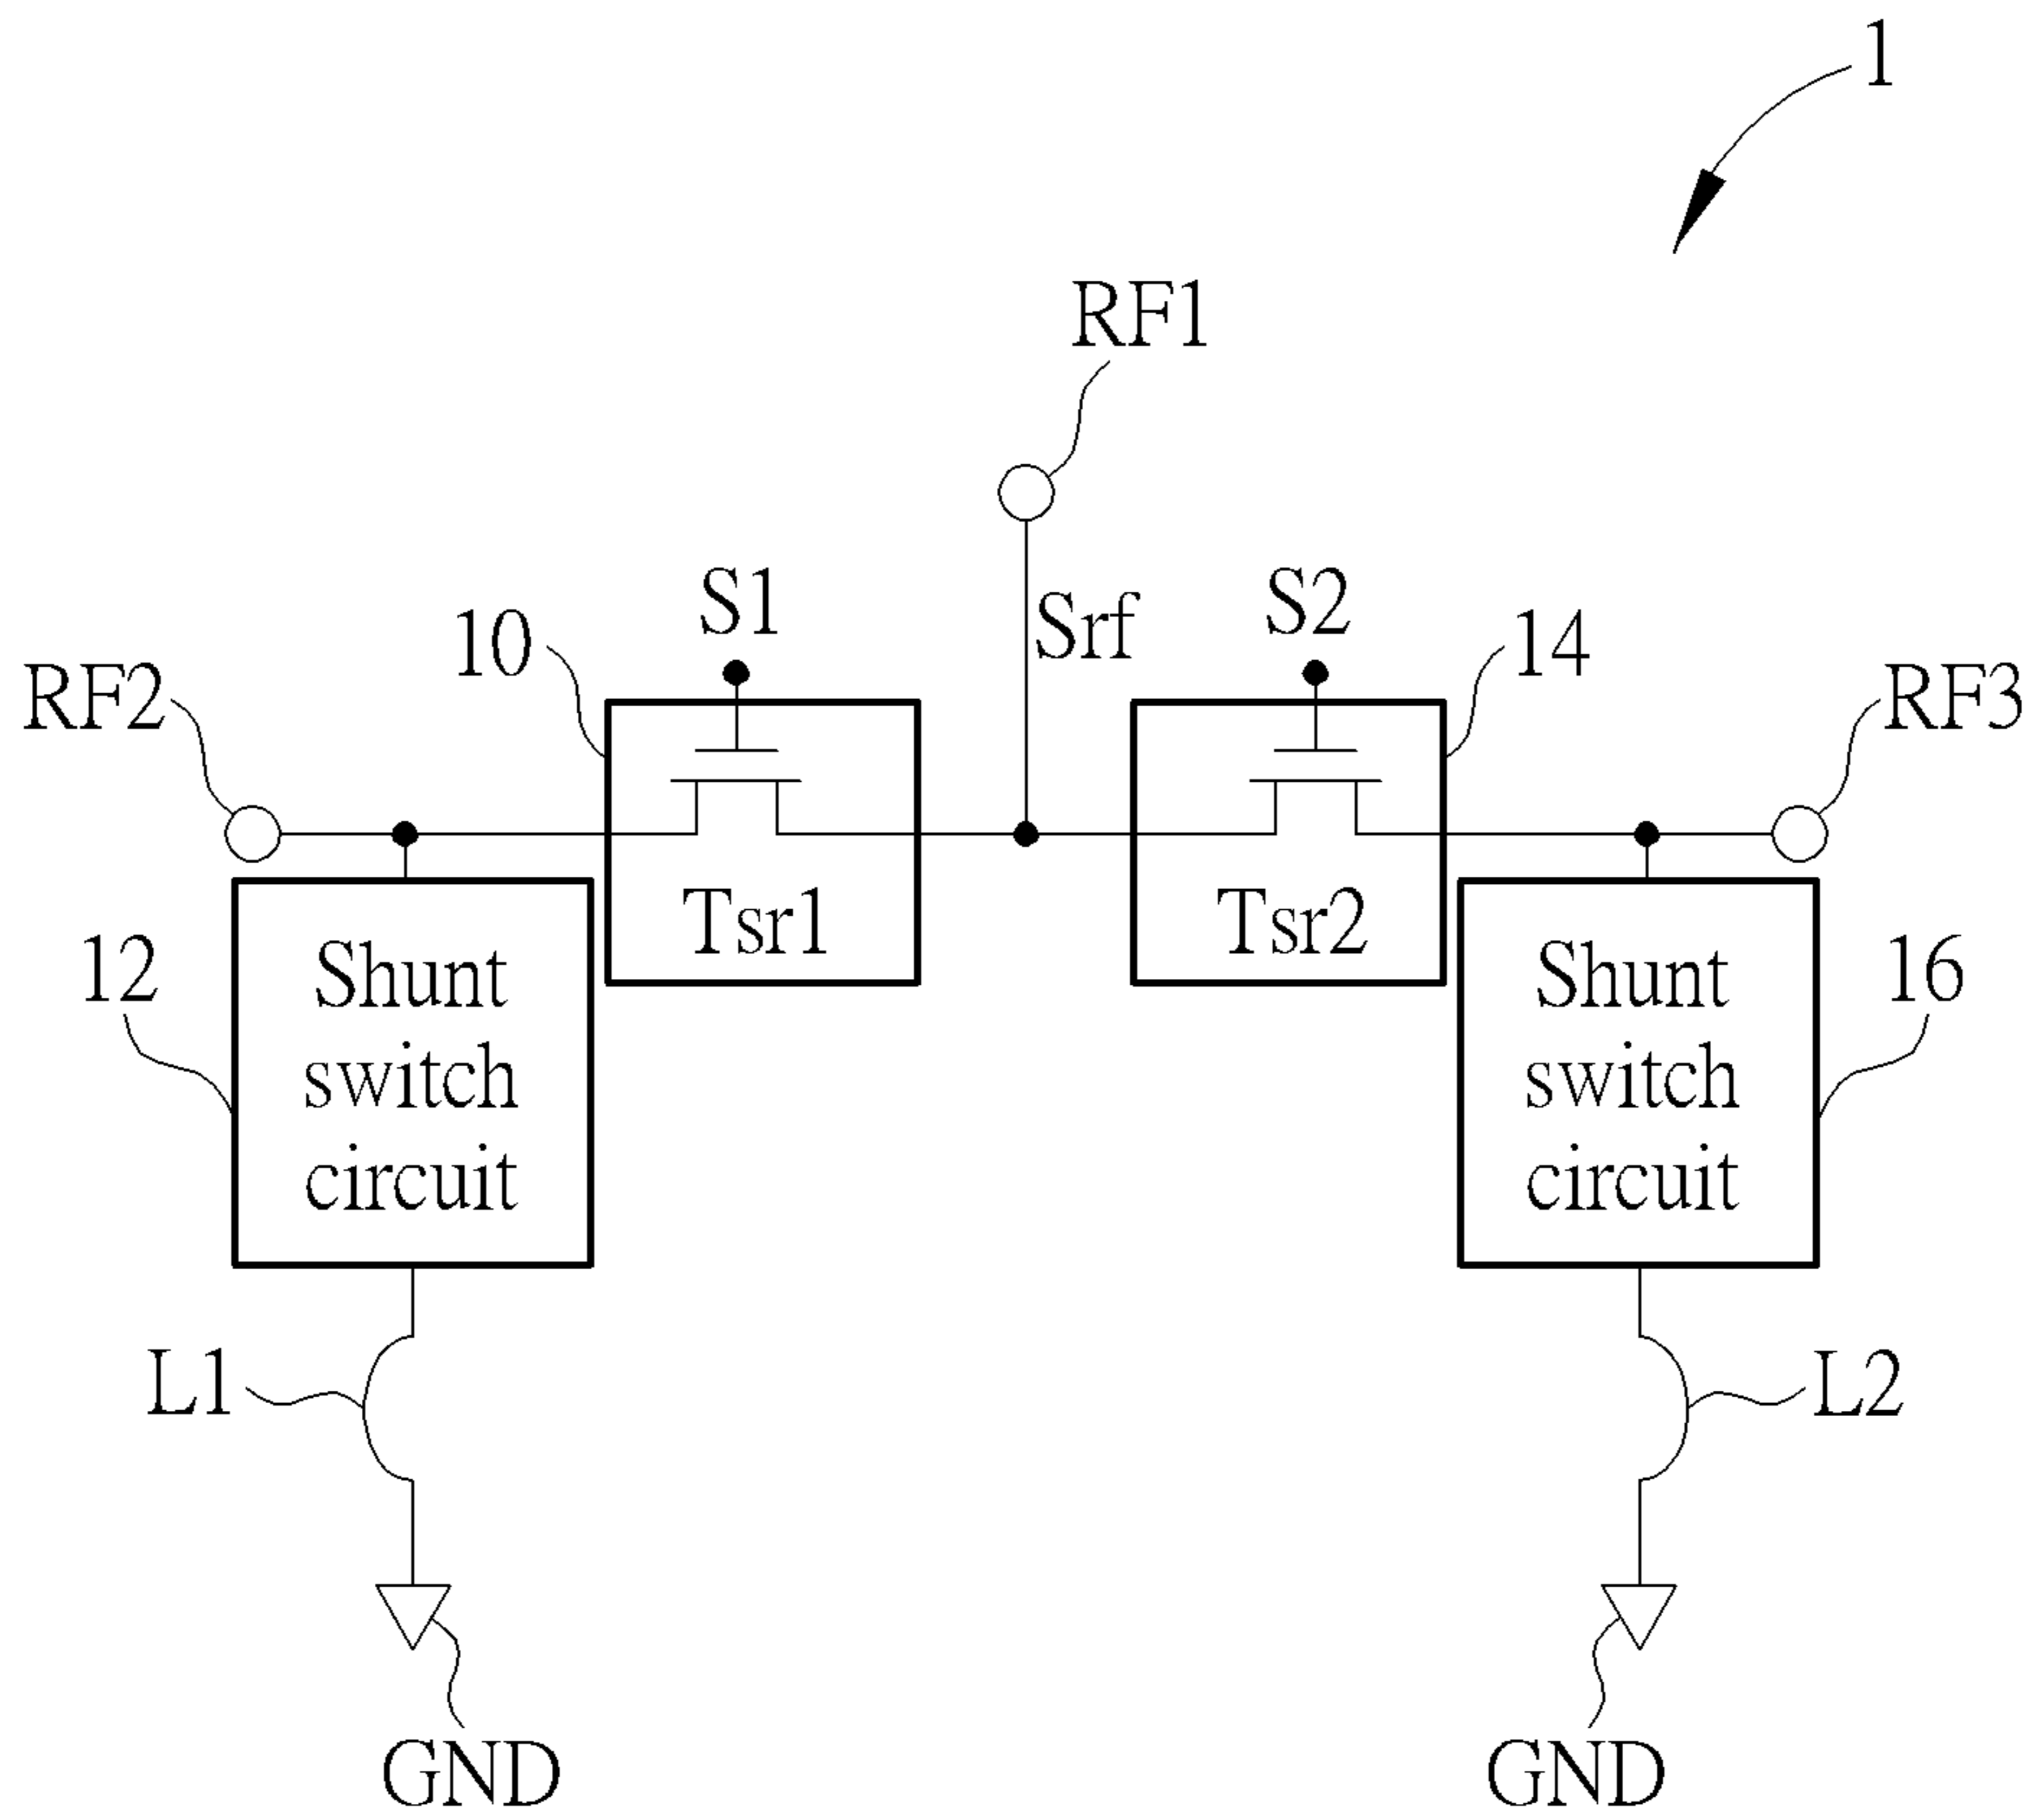 1
RF1
S1
Srf
S2
10
14
RF2
RF3
Tsr1
Tsr2
12
Shunt
switch
circuit
Shunt
switch
circuit
16
L1
L2
GND
GND